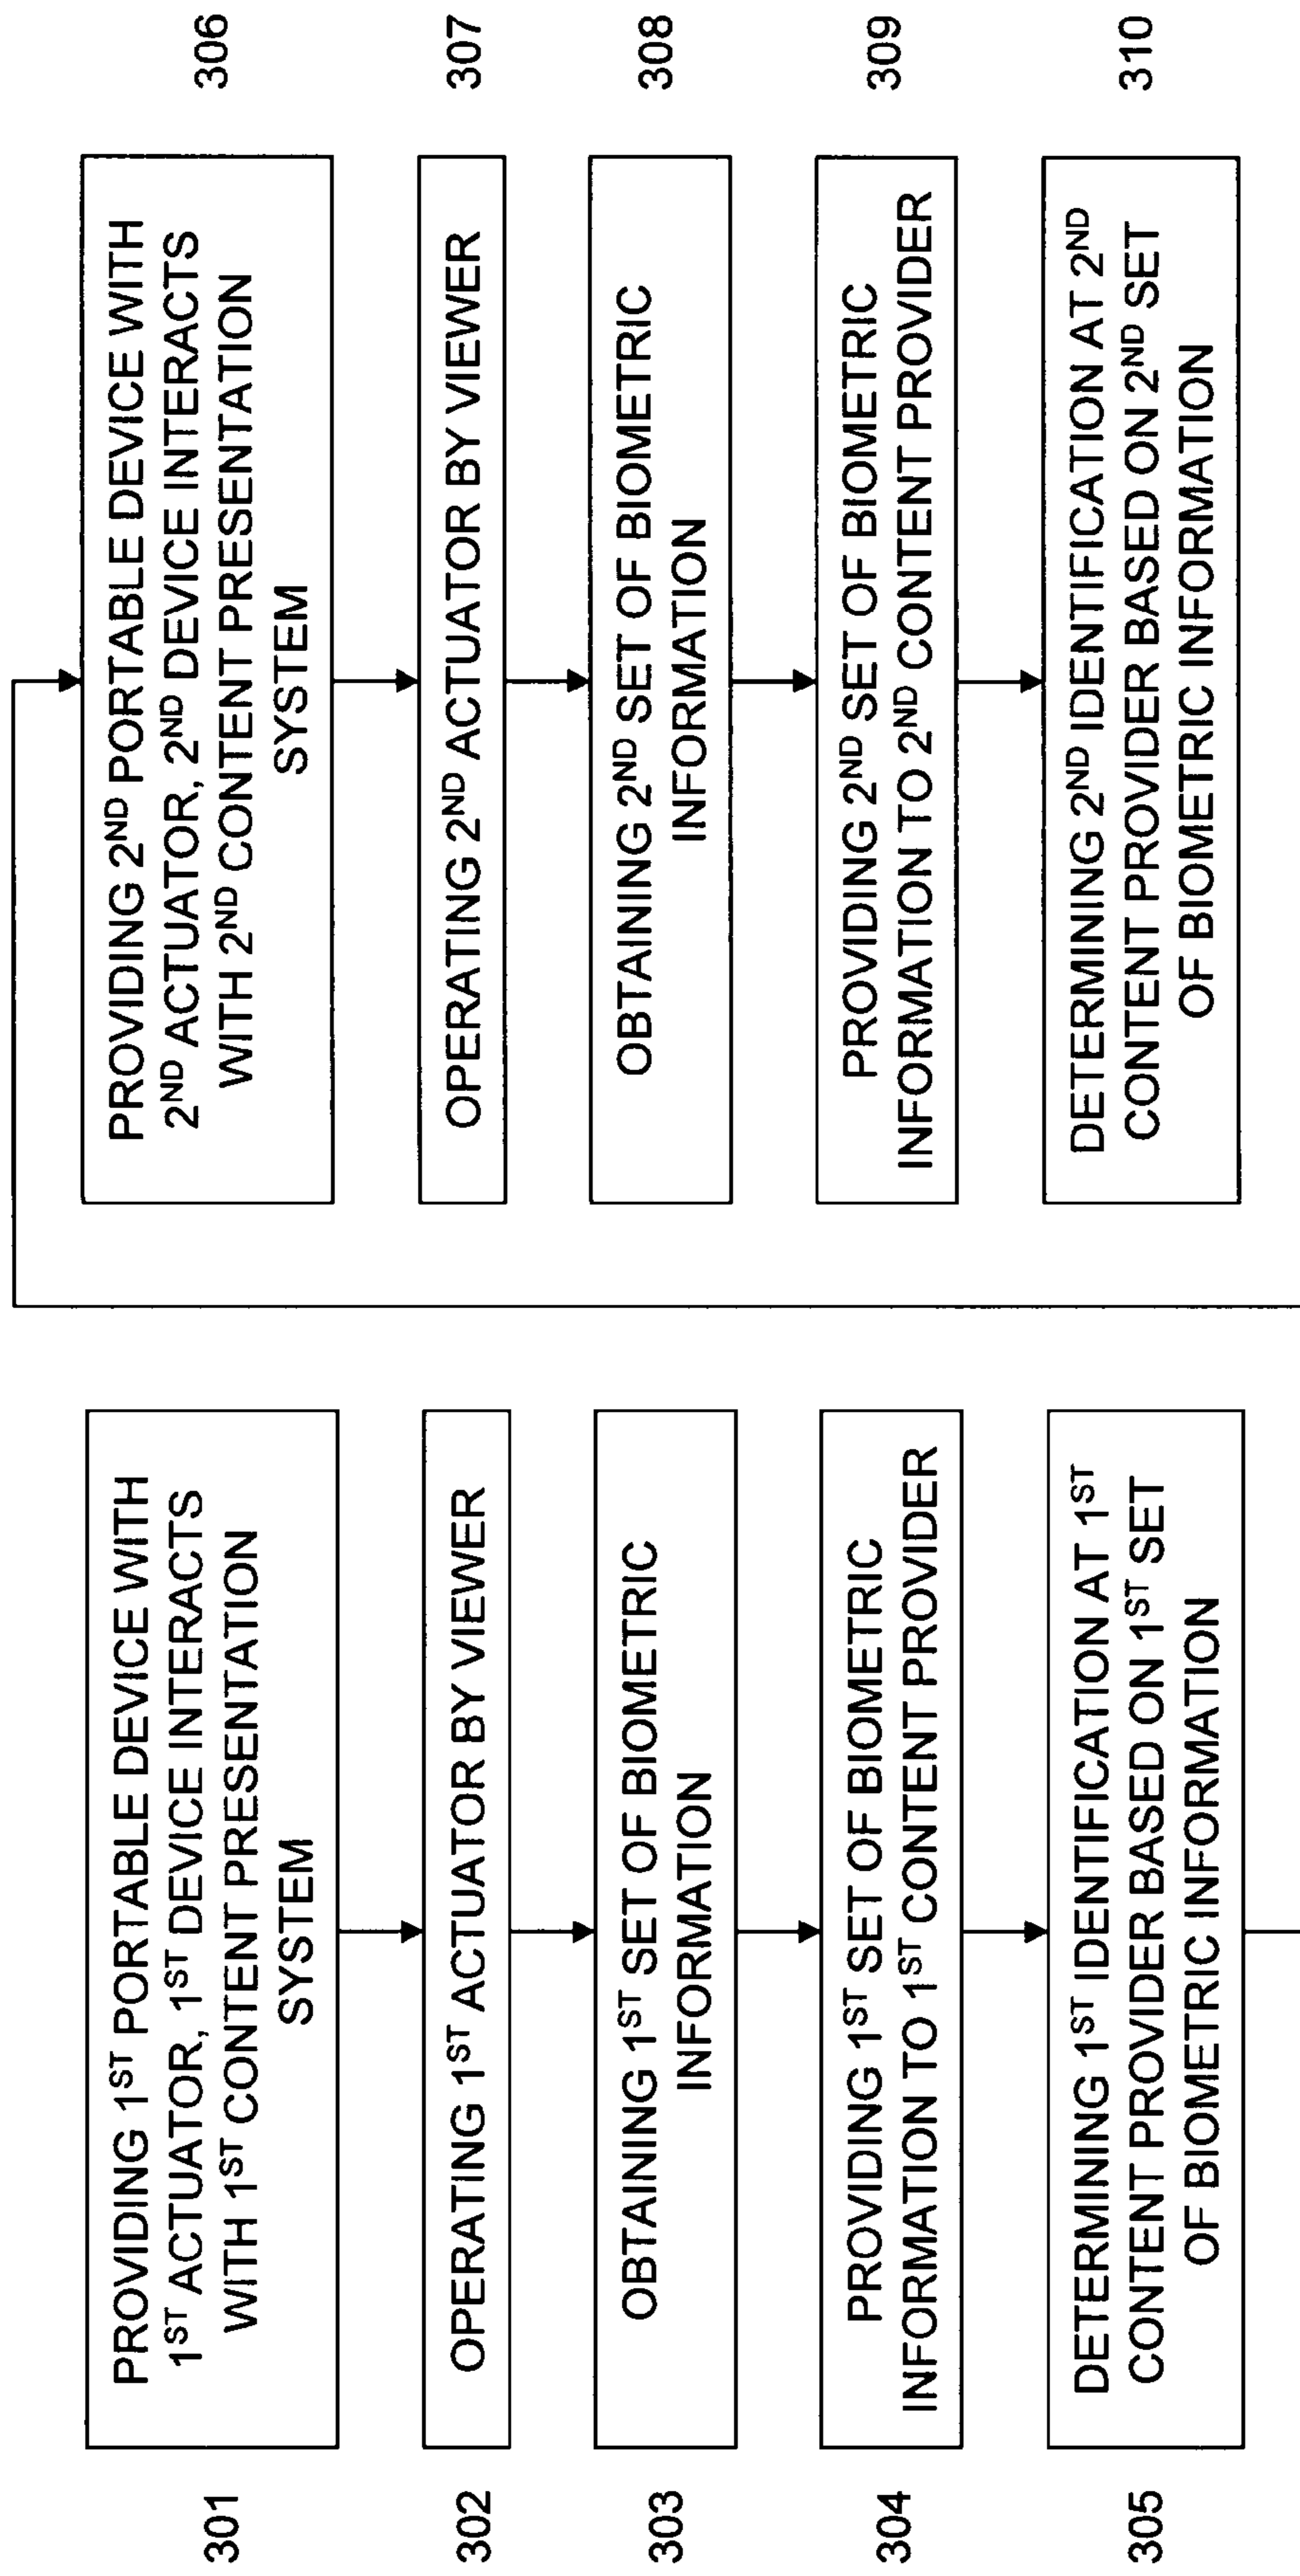 301
PROVIDING 1ST PORTABLE DEVICE WITH
1ST ACTUATOR, 1ST DEVICE INTERACTS
WITH 1ST CONTENT PRESENTATION
SYSTEM
302
OPERATING 1ST ACTUATOR BY VIEWER
303
OBTAINING 1ST SET OF BIOMETRIC
INFORMATION
304
PROVIDING 1ST SET OF BIOMETRIC
INFORMATION TO 1ST CONTENT PROVIDER
305
DETERMINING 1ST IDENTIFICATION AT 1ST
CONTENT PROVIDER BASED ON 1ST SET
OF BIOMETRIC INFORMATION
PROVIDING 2ND PORTABLE DEVICE WITH
2ND ACTUATOR, 2ND DEVICE INTERACTS
WITH 2ND CONTENT PRESENTATION
SYSTEM
306
OPERATING 2ND ACTUATOR BY VIEWER
307
OBTAINING 2ND SET OF BIOMETRIC
INFORMATION
308
PROVIDING 2ND SET OF BIOMETRIC
INFORMATION TO 2ND CONTENT PROVIDER
309
DETERMINING 2ND IDENTIFICATION AT 2ND
CONTENT PROVIDER BASED ON 2ND SET
OF BIOMETRIC INFORMATION
310